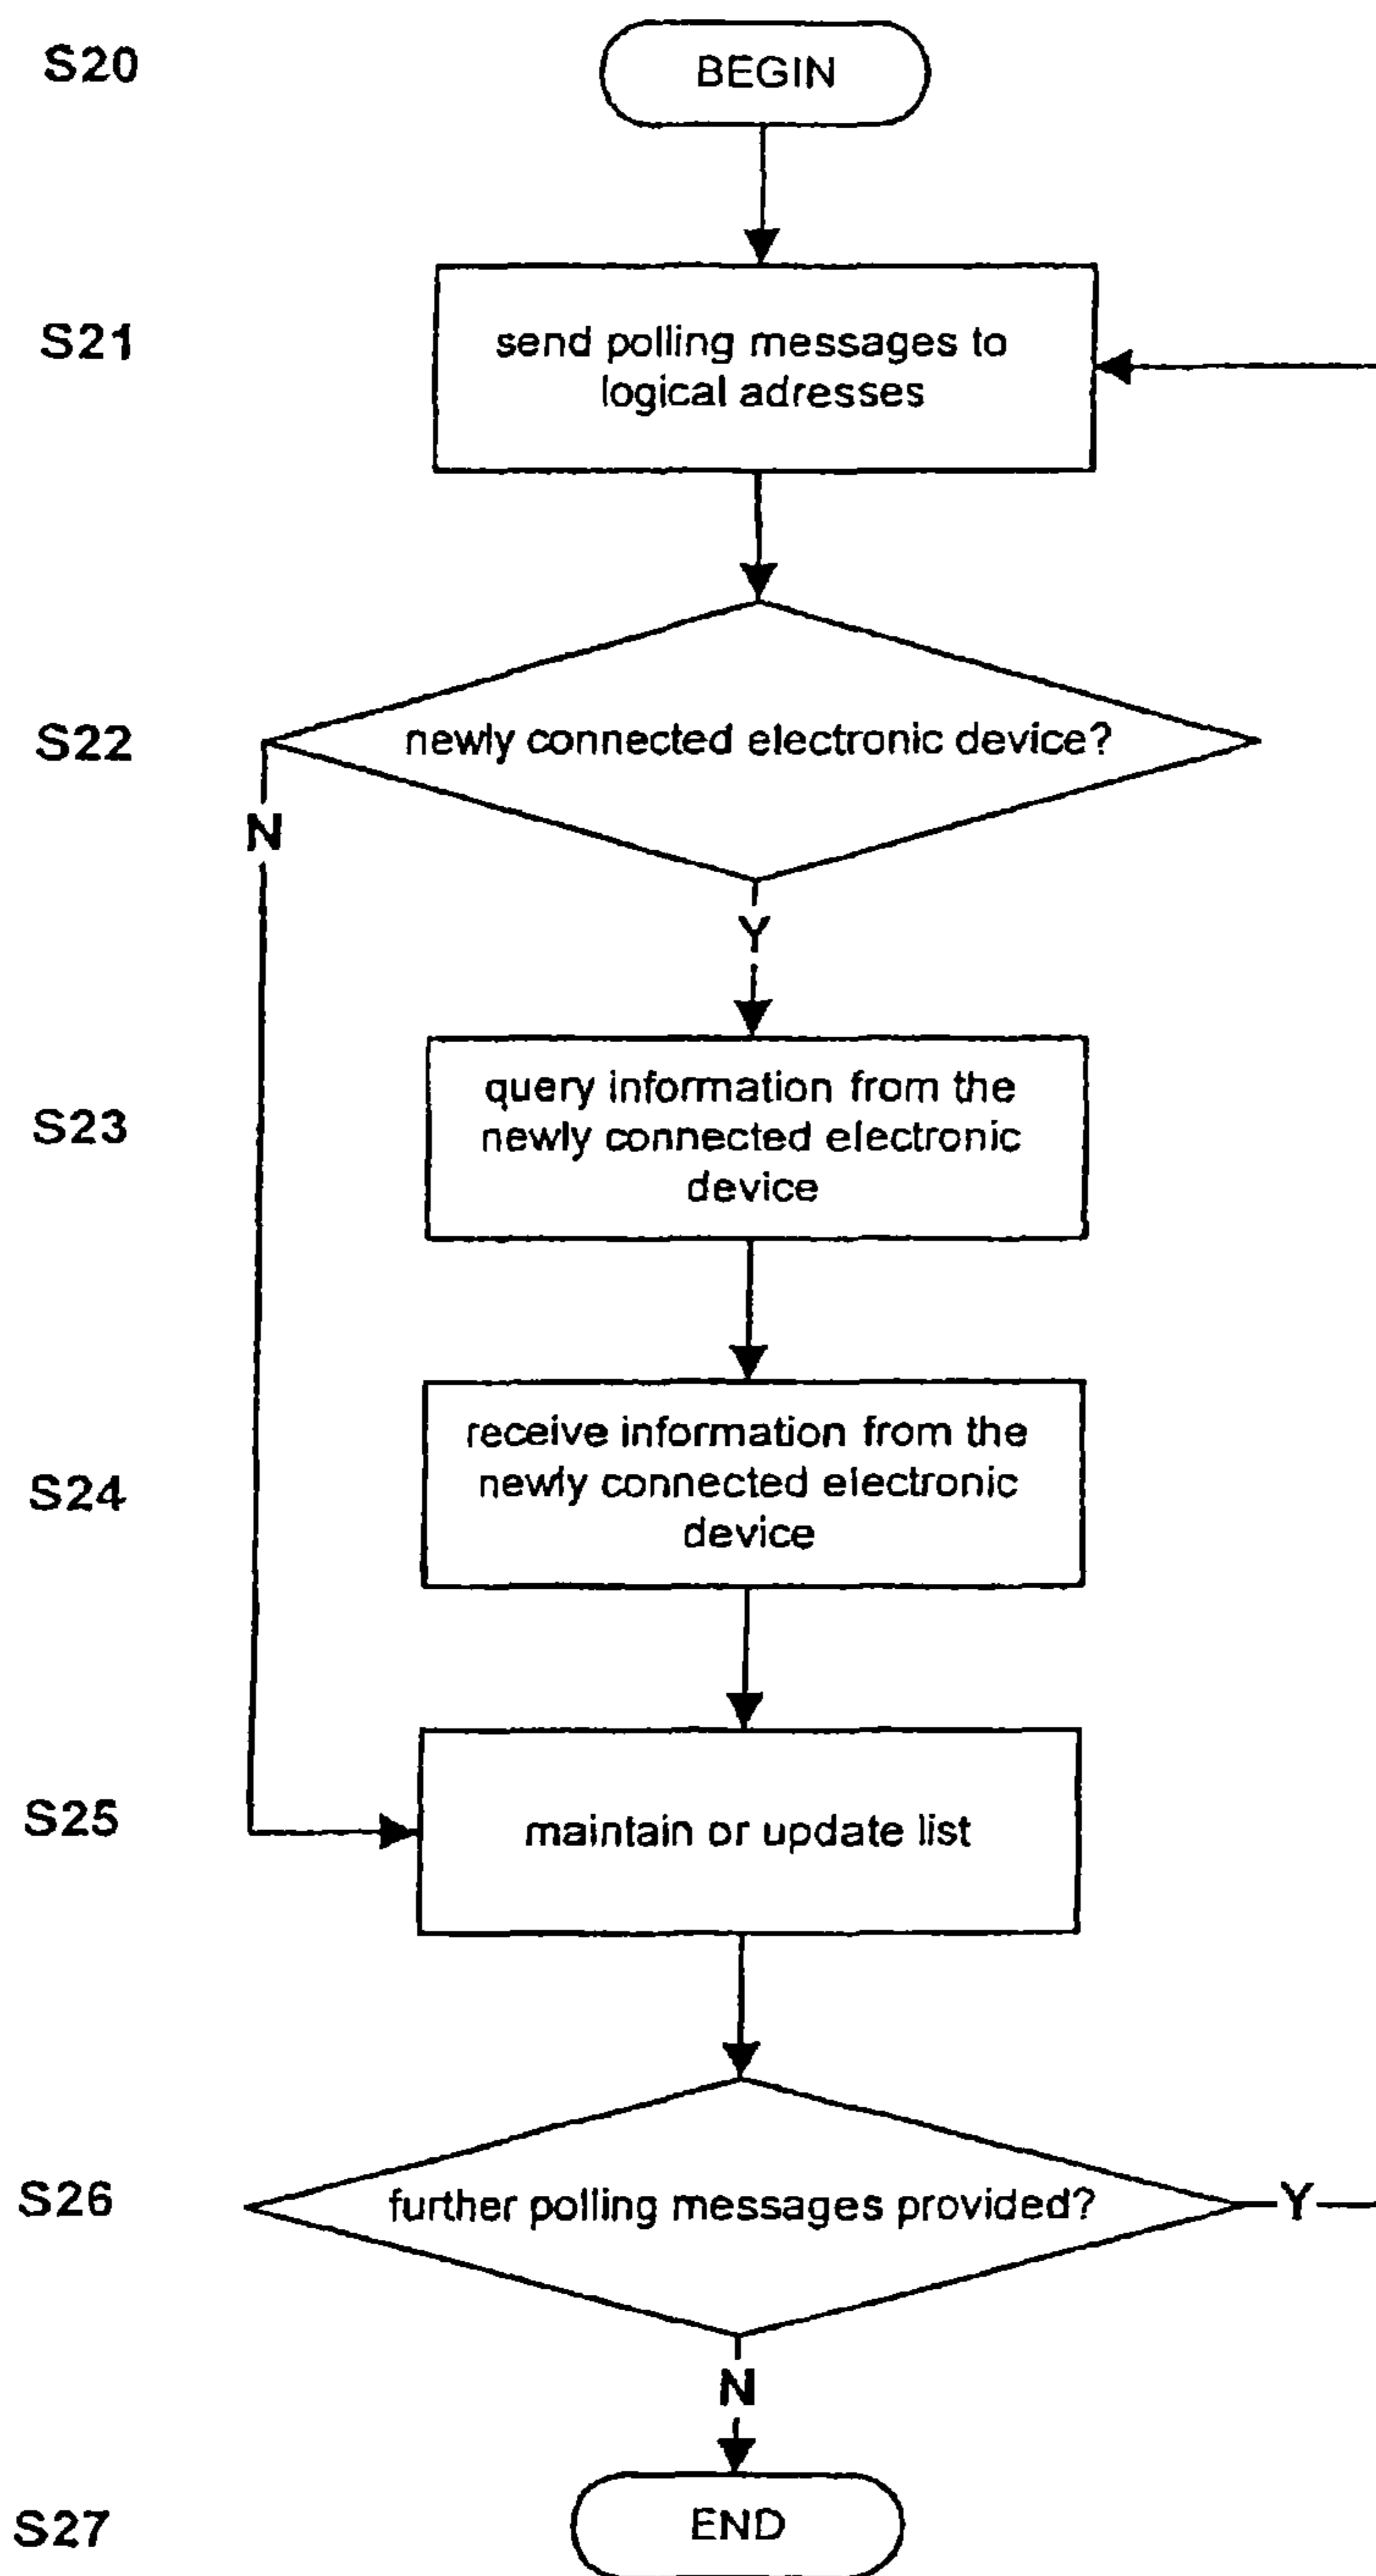 S20
BEGIN
S21
send polling messages to
logical adresses
S22
newly connected electronic device?
N
Y
S23
query information from the
newly connected electronic
device
S24
receive information from the
newly connected electronic
device
S25
maintain or update list
S26
further polling messages provided?
Y
N
S27
END